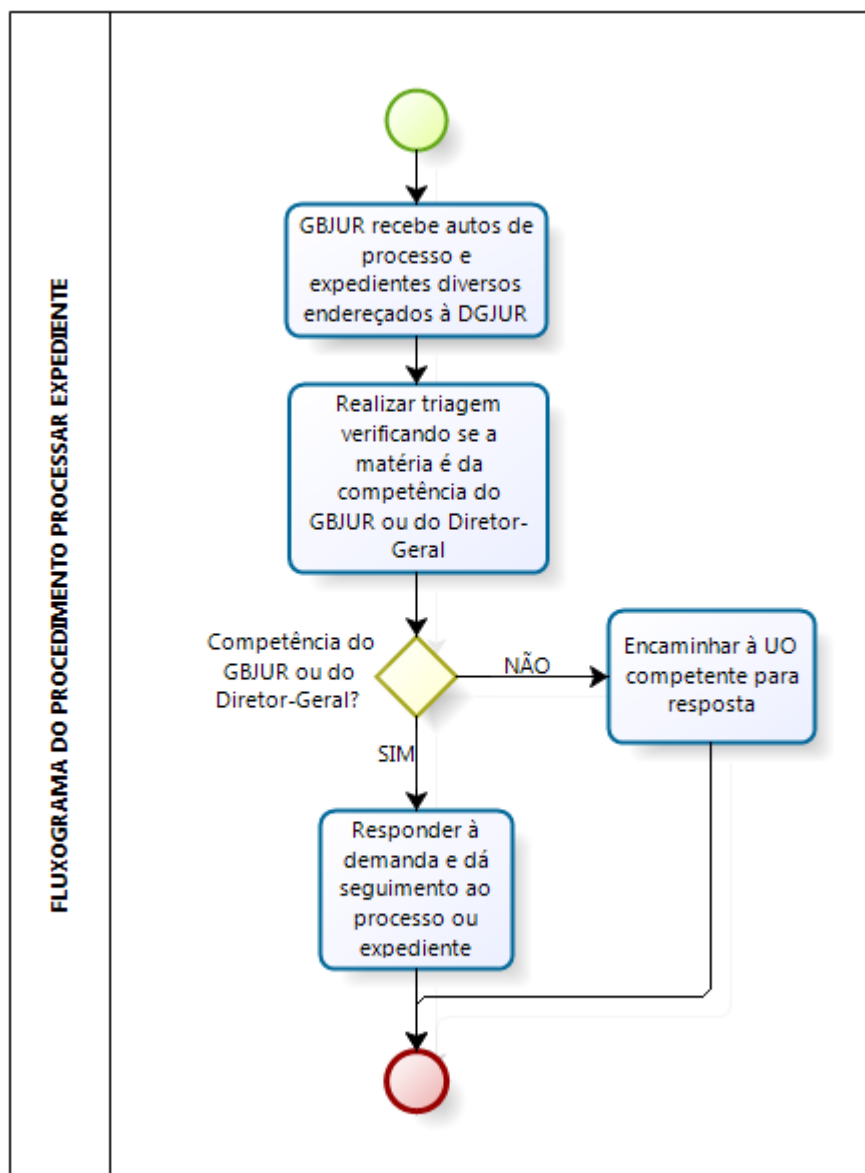 FLUXOGRAMA DO PROCEDIMENTO PROCESSAR EXPEDIENTE
GBJUR recebe autos de
processo e
expedientes diversos
endereçados à DGJUR
Realizar triagem
verificando se a
matéria é da
competência do
GBJUR ou do Diretor-
Geral
Competência do
GBJUR ou do
Diretor-Geral?
NÃO
Encaminhar à UO
competente para
resposta
SIM
Responder à
demanda e dá
seguimento ao
processo ou
expediente